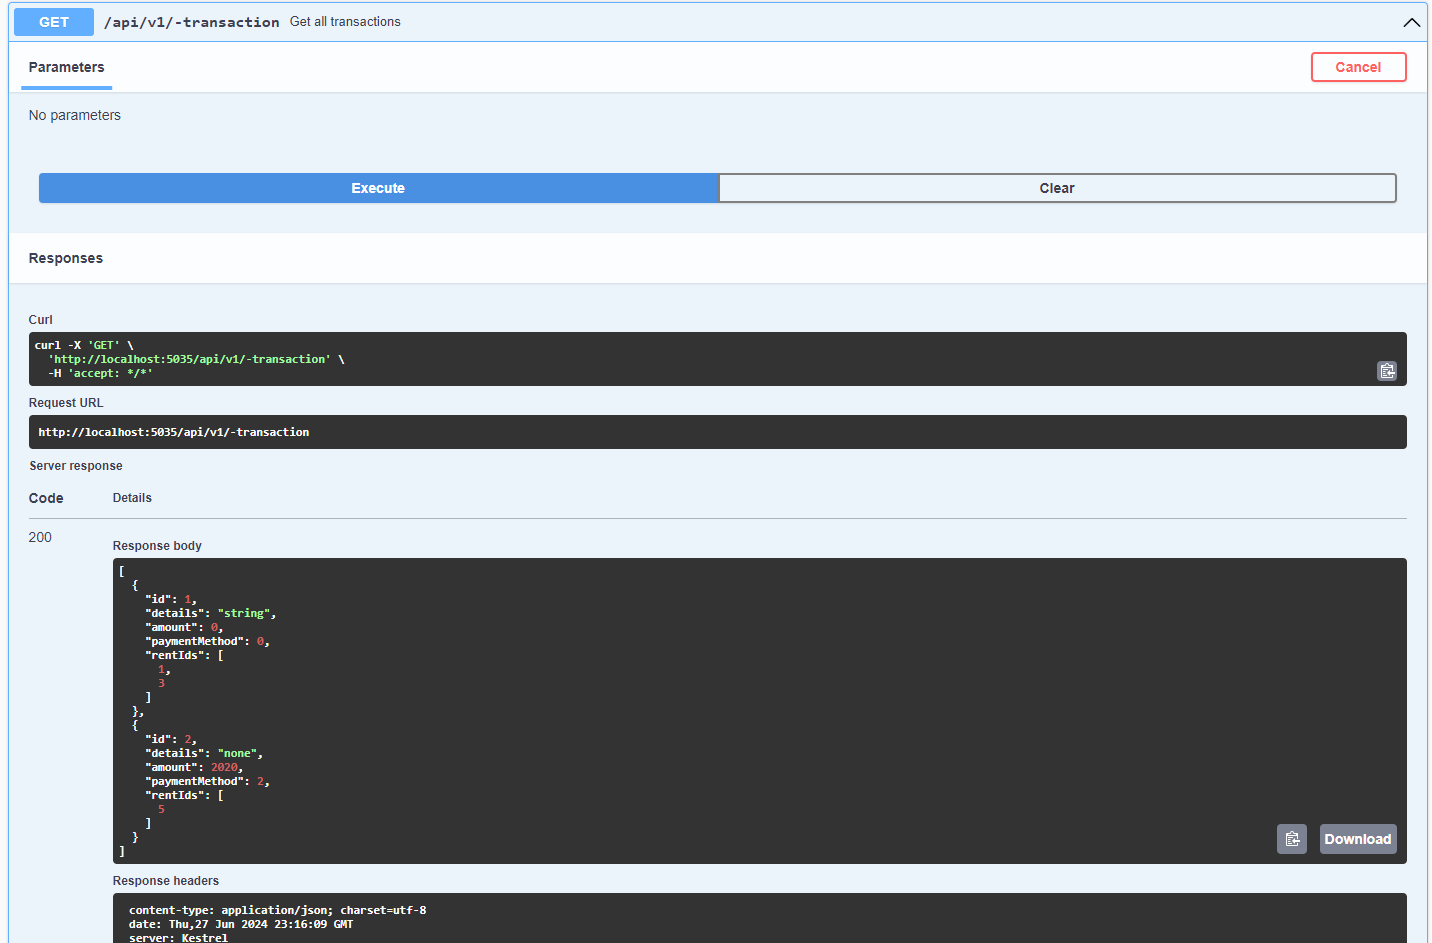 GET /api/v1/-transaction Get all transactions
Parameters
Cancel
No parameters
Execute
Clear
Responses
Curl
curl -X 'GET' \
  'http://localhost:5035/api/v1/-transaction' \
  -H 'accept: */*'
Request URL
http://localhost:5035/api/v1/-transaction
Server response
Code Details
200
Response body
[
  {
    "id": 1,
    "details": "string",
    "amount": 0,
    "paymentMethod": 0,
    "rentIds": [
      1,
      3
    ]
  },
  {
    "id": 2,
    "details": "none",
    "amount": 2020,
    "paymentMethod": 2,
    "rentIds": [
      5
    ]
  }
]
Download
Response headers
content-type: application/json; charset=utf-8
date: Thu,27 Jun 2024 23:16:09 GMT
server: Kestrel